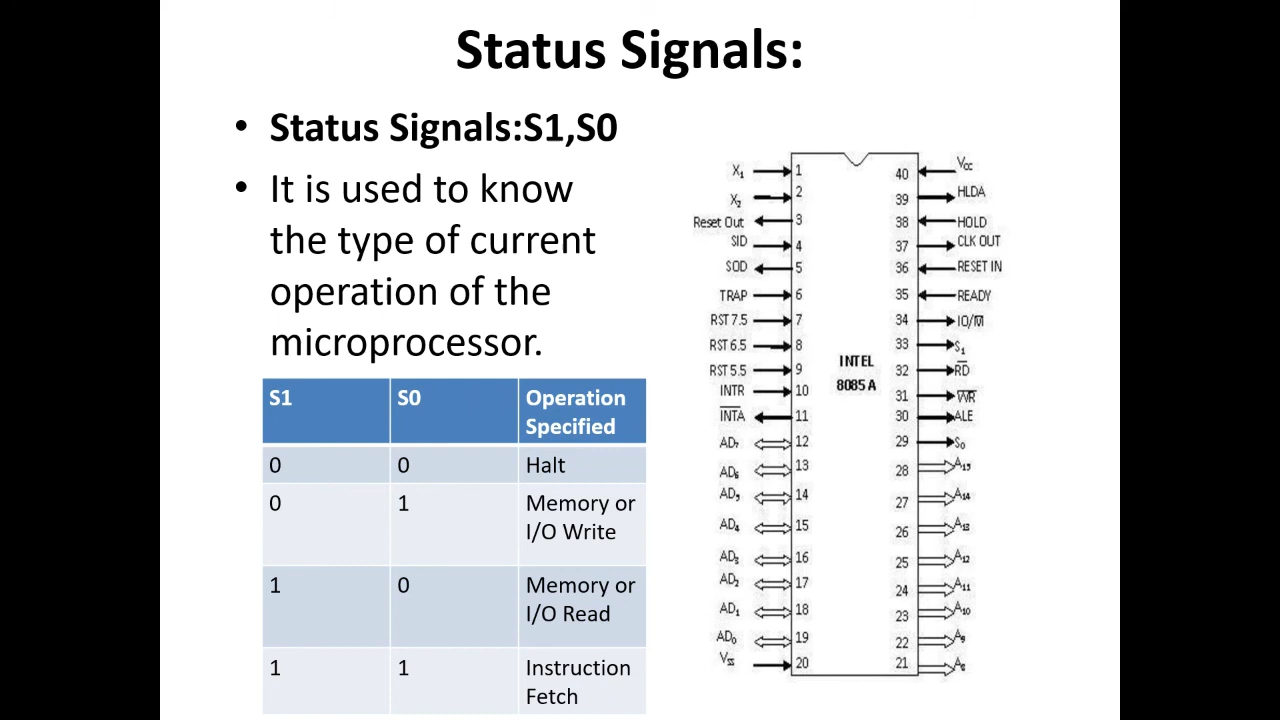 Status Signals:
• Status Signals:S1,S0
• It is used to know
the type of current
operation of the
microprocessor.
S1 S0 Operation
Specified
0 0 Halt
0 1 Memory or
I/O Write
1 0 Memory or
I/O Read
1 1 Instruction
Fetch
X₁ 1 40 Vcc
X₂ 2 39 HLDA
Reset Out 3 38 HOLD
SID 4 37 CLK OUT
SOD 5 36 RESET IN
TRAP 6 35 READY
RST 7.5 7 34 IO/M̅
RST 6.5 8 33 S₁
RST 5.5 9 32 R̅D̅
INTR 10 31 W̅R̅
I̅N̅T̅A̅ 11 30 ALE
AD₇ 12 29 S₀
AD₆ 13 28 A₁₅
AD₅ 14 27 A₁₄
AD₄ 15 26 A₁₃
AD₃ 16 25 A₁₂
AD₂ 17 24 A₁₁
AD₁ 18 23 A₁₀
AD₀ 19 22 A₉
Vss 20 21 A₈
INTEL
8085 A